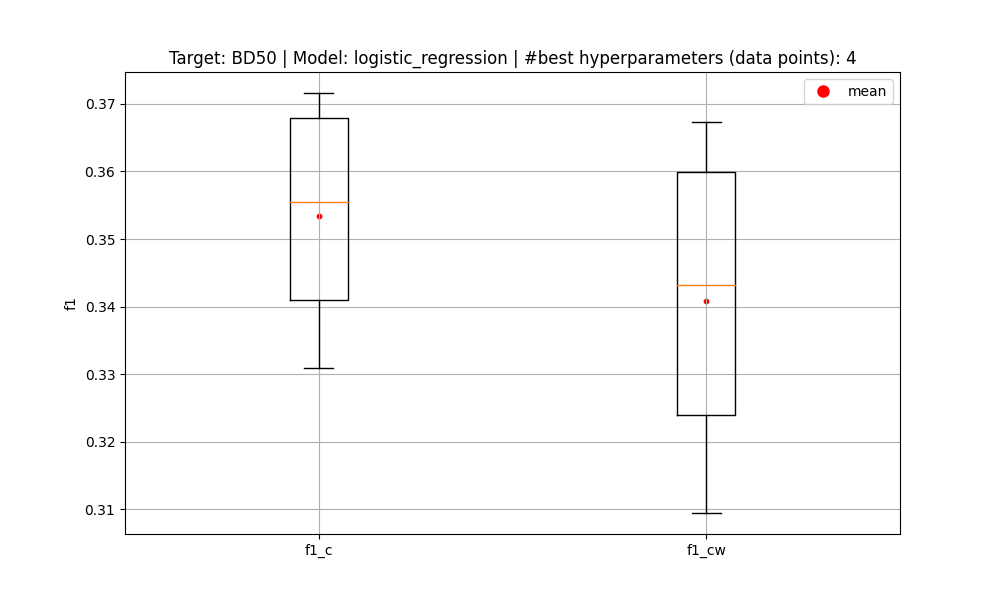 Target: BD50 | Model: logistic_regression | #best hyperparameters (data points): 4
mean
0.37
0.36
0.35
0.34
0.33
0.32
0.31
f1
f1_c
f1_cw